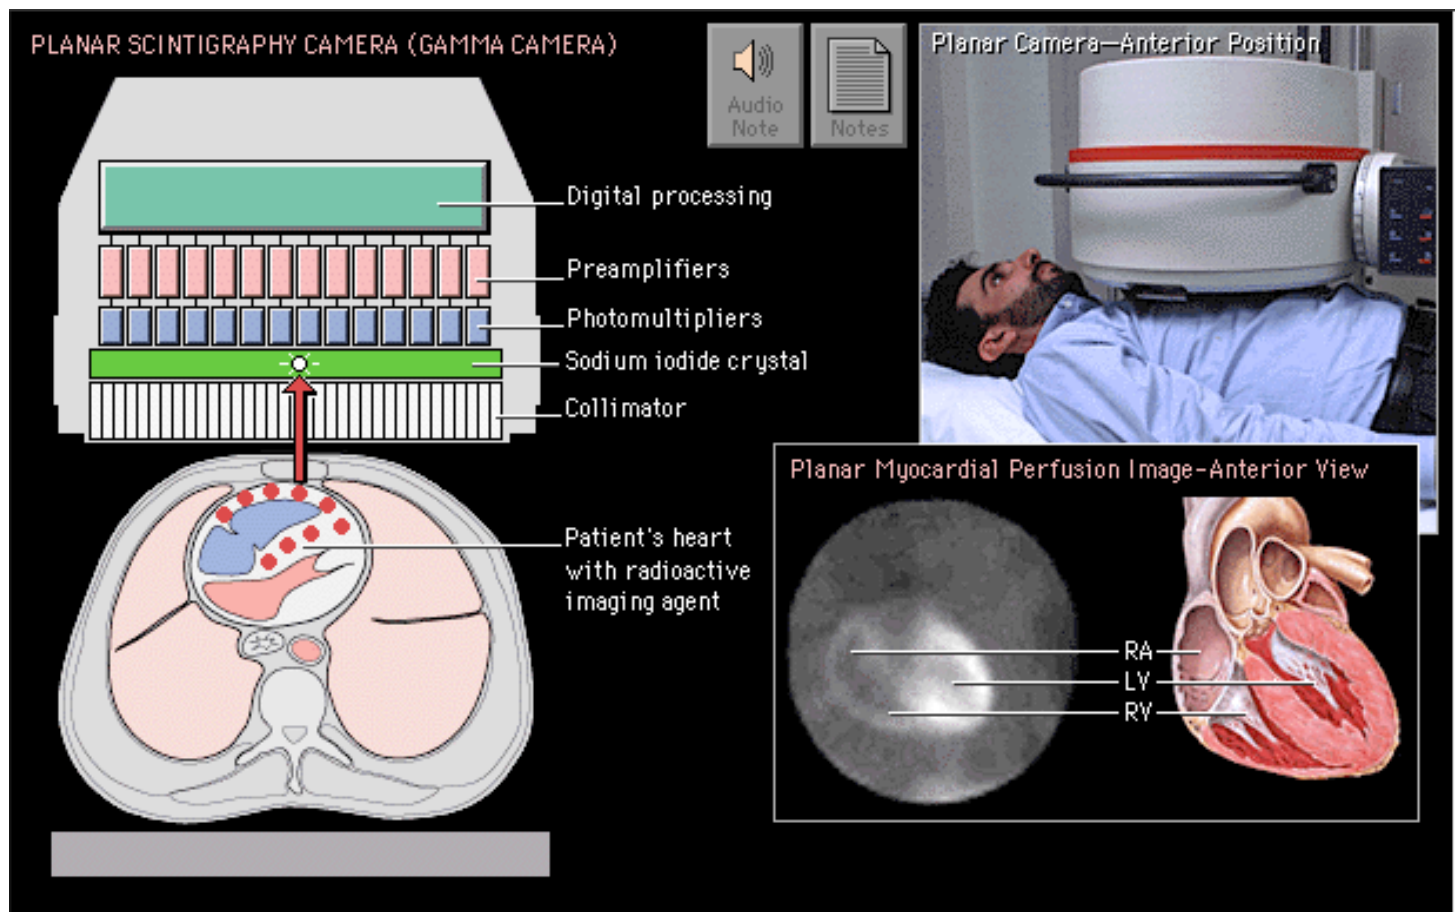 PLANAR SCINTIGRAPHY CAMERA (GAMMA CAMERA)
Audio
Note
Notes
Planar Camera—Anterior Position
Digital processing
Preamplifiers
Photomultipliers
Sodium iodide crystal
Collimator
Patient's heart
with radioactive
imaging agent
Planar Myocardial Perfusion Image-Anterior View
RA
LV
RV